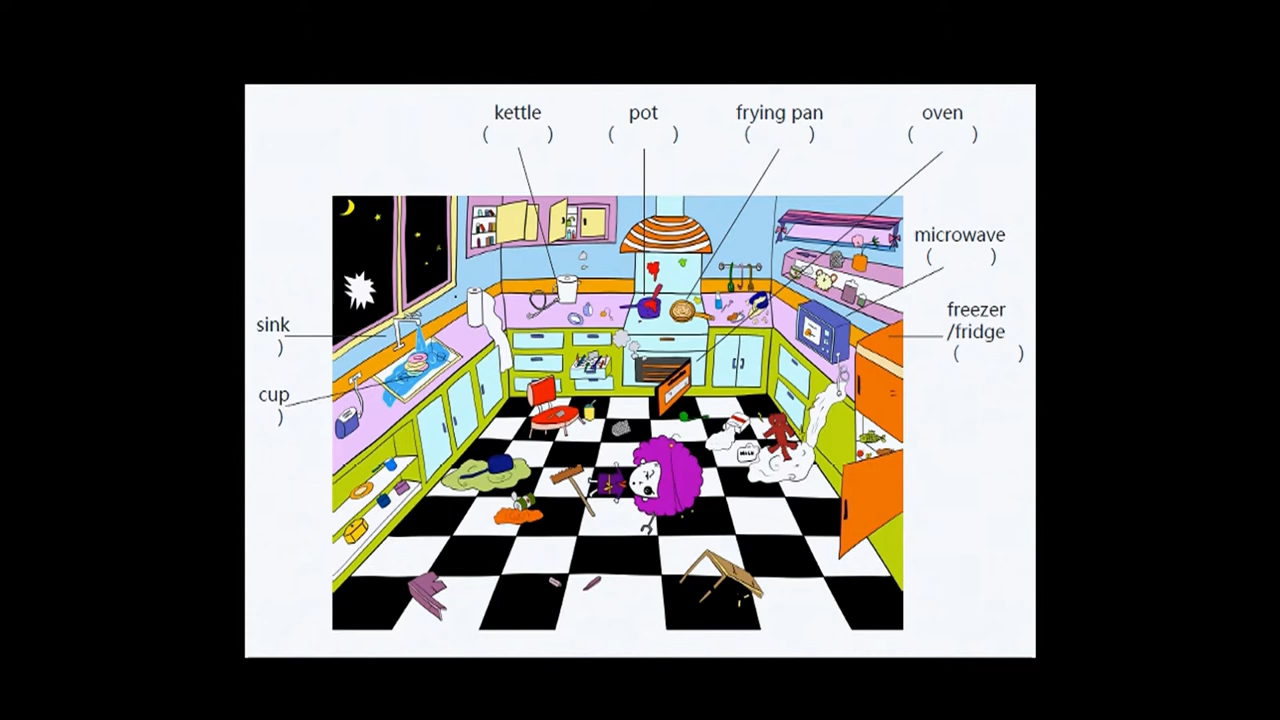 kettle
(          )
pot
(          )
frying pan
(          )
oven
(          )
microwave
(          )
freezer
/fridge
(          )
sink
)
cup
)
MILK